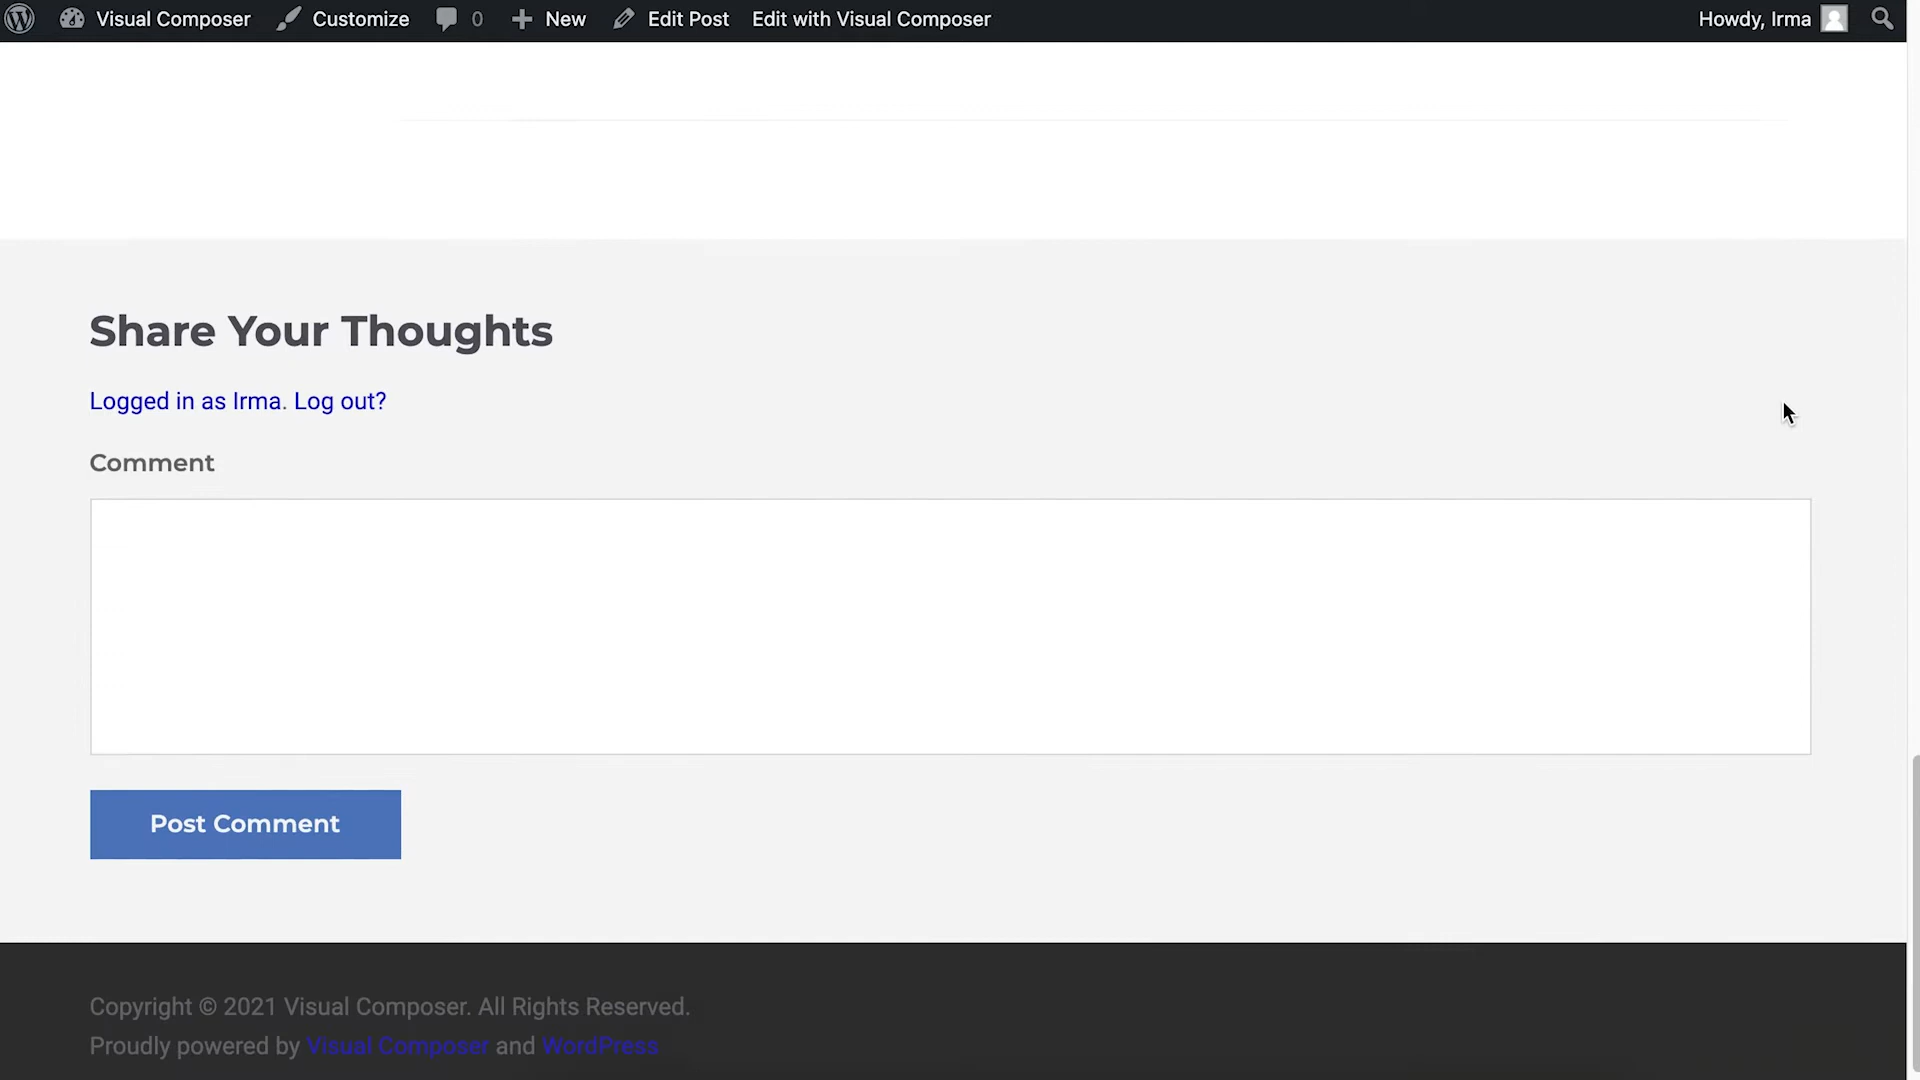 Visual Composer Customize 0 New Edit Post Edit with Visual Composer Howdy, Irma
Share Your Thoughts
Logged in as Irma. Log out?
Comment
Post Comment
Copyright © 2021 Visual Composer. All Rights Reserved.
Proudly powered by Visual Composer and WordPress